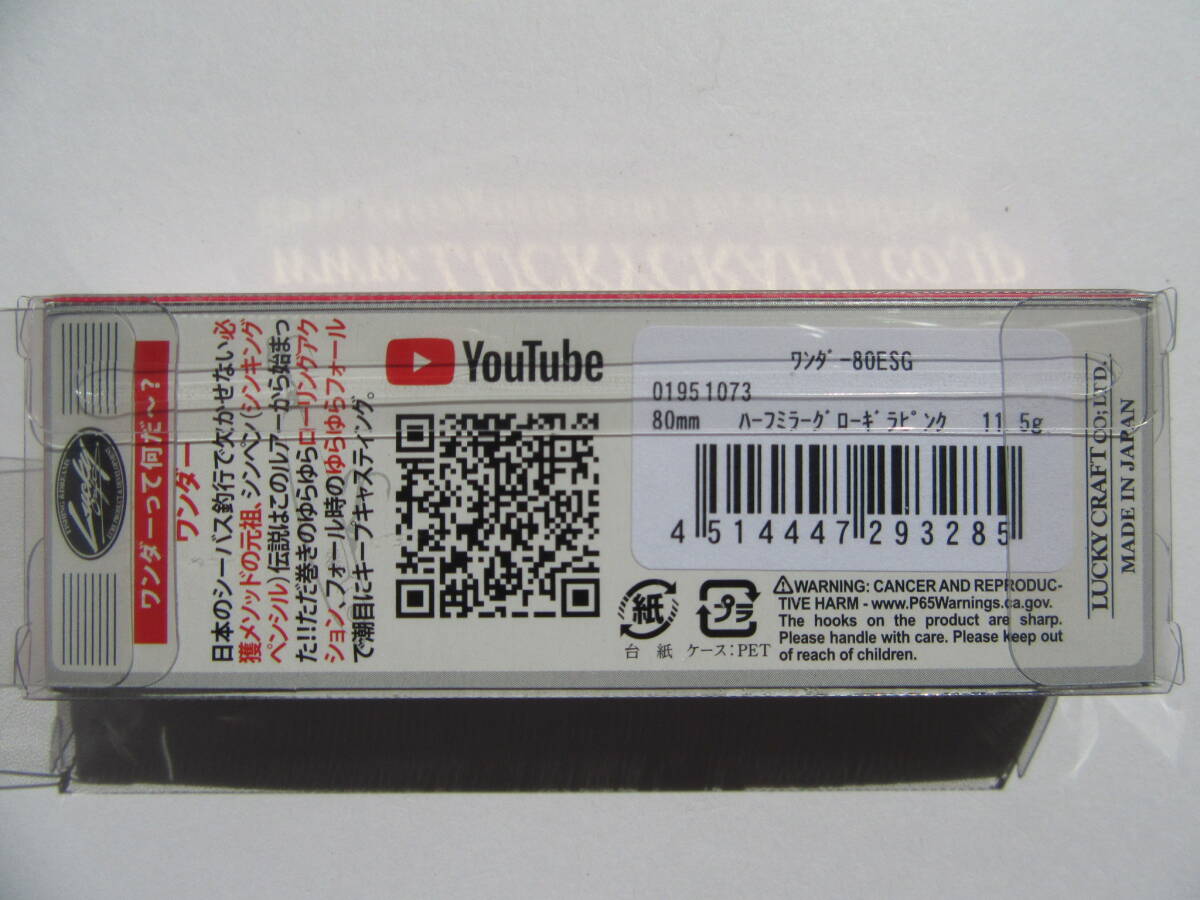 www.LUCKYCRAFT.co.jp
ワンダーって何だ〜?
ワンダー
日本のシーバス釣行で欠かせない必
獲メソッドの元祖、シンペン(シンキング
ペンシル)伝説はこのルアーから始まっ
た!!ただ巻きのゆらゆらローリングアク
ション、フォール時のゆらゆらフォール
で潮目にキープキャスティング。
YouTube
ﾜﾝﾀﾞｰ80ESG
01951073
80mm ﾊｰﾌﾐﾗｰｸﾞﾛｰｷﾞﾗﾋﾟﾝｸ 11.5g
4 514447 293285
紙
台 紙
プラ
ケース:PET
⚠WARNING: CANCER AND REPRODUC-
TIVE HARM - www.P65Warnings.ca.gov.
The hooks on the product are sharp.
Please handle with care. Please keep out
of reach of children.
LUCKY CRAFT CO;LTD.
MADE IN JAPAN